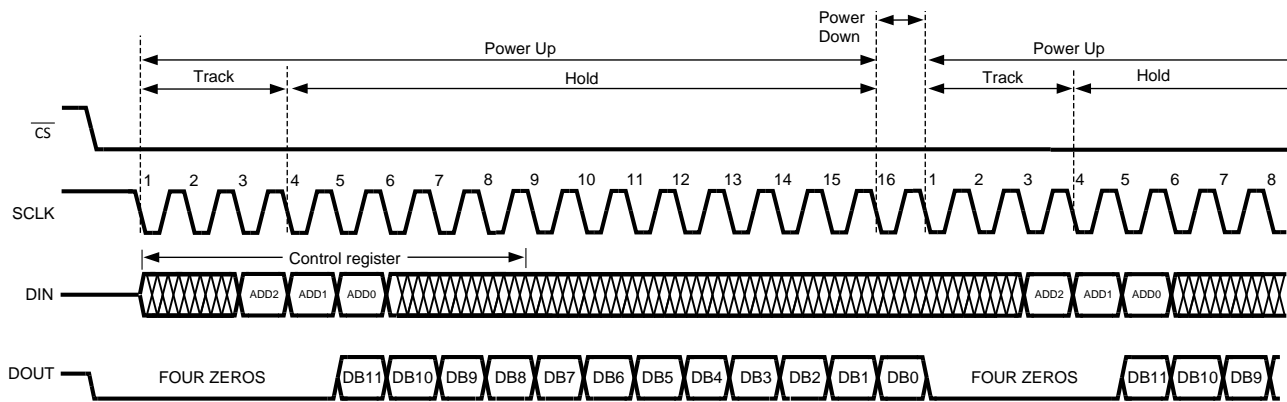 Power
Down
Power Up
Power Up
Track
Hold
Track
Hold
CS
1 2 3 4 5 6 7 8 9 10 11 12 13 14 15 16 1 2 3 4 5 6 7 8
SCLK
Control register
DIN
ADD2 ADD1 ADD0 ADD2 ADD1 ADD0
DOUT
FOUR ZEROS DB11 DB10 DB9 DB8 DB7 DB6 DB5 DB4 DB3 DB2 DB1 DB0 FOUR ZEROS DB11 DB10 DB9